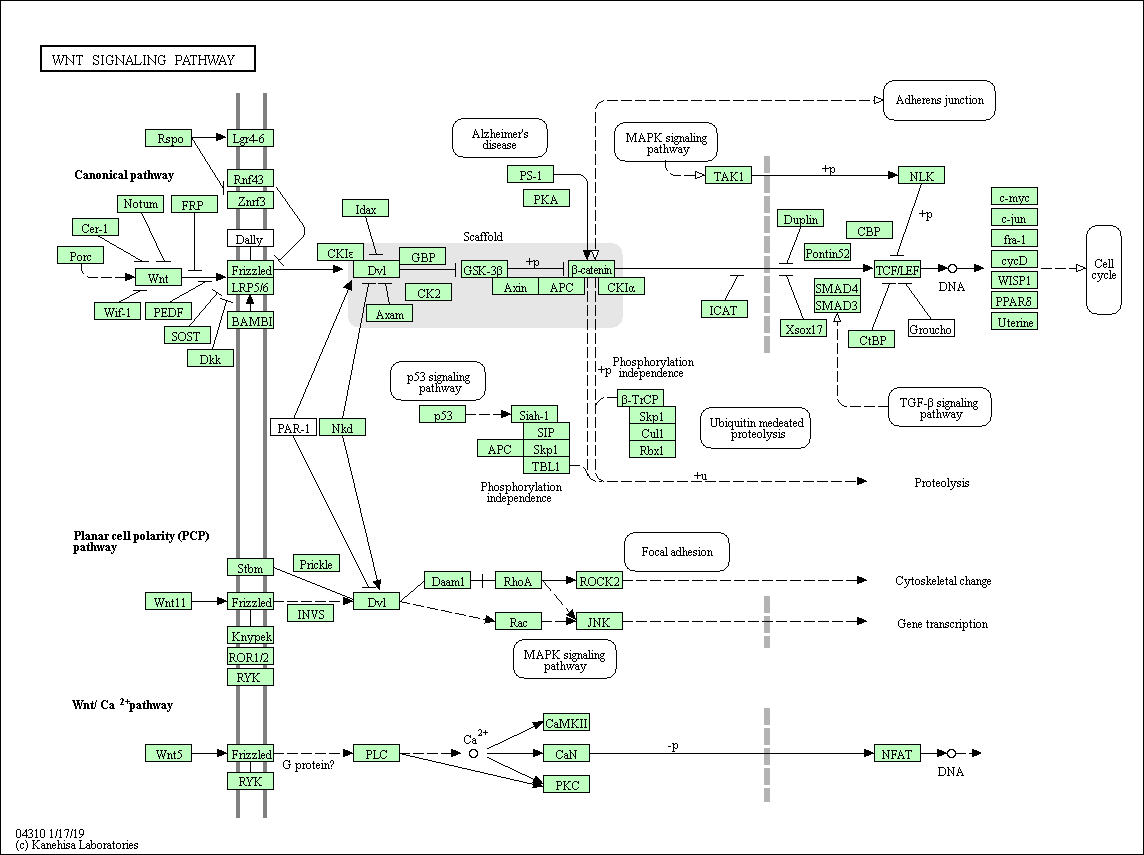 WNT SIGNALING PATHWAY
Adherens junction
Alzheimer's
disease
MAPK signaling
pathway
Rspo
Lgr4-6
Canonical pathway
PS-1
TAK1
+p
NLK
Rnf43
Znrf3
PKA
c-myc
Notum
FRP
Idax
+p
Duplin
c-jun
Cer-1
Dally
Scaffold
CBP
fra-1
Porc
CKIε
GBP
Pontin52
cycD
Cell
cycle
Wnt
Frizzled
Dvl
GSK-3β
+p
β-catenin
TCF/LEF
DNA
LRP5/6
CK2
Axin
APC
CKIα
SMAD4
WISP1
Wif-1
PEDF
Axam
ICAT
SMAD3
PPARδ
BAMBI
Xsox17
Groucho
Uterine
SOST
CtBP
Dkk
p53 signaling
pathway
+p
Phosphorylation
independence
p53
Siah-1
β-TrCP
TGF-β signaling
pathway
PAR-1
Nkd
SIP
Skp1
Ubiquitin medeated
proteolysis
Cul1
APC
Skp1
Rbx1
TBL1
Phosphorylation
independence
+u
Proteolysis
Planar cell polarity (PCP)
pathway
Focal adhesion
Stbm
Prickle
Daam1
RhoA
ROCK2
Cytoskeletal change
Wnt11
Frizzled
INVS
Dvl
Rac
JNK
Gene transcription
Knypek
ROR1/2
RYK
MAPK signaling
pathway
Wnt/ Ca 2+pathway
CaMKII
Ca2+
Wnt5
Frizzled
G protein?
PLC
CaN
-p
NFAT
DNA
RYK
PKC
04310 1/17/19
(c) Kanehisa Laboratories